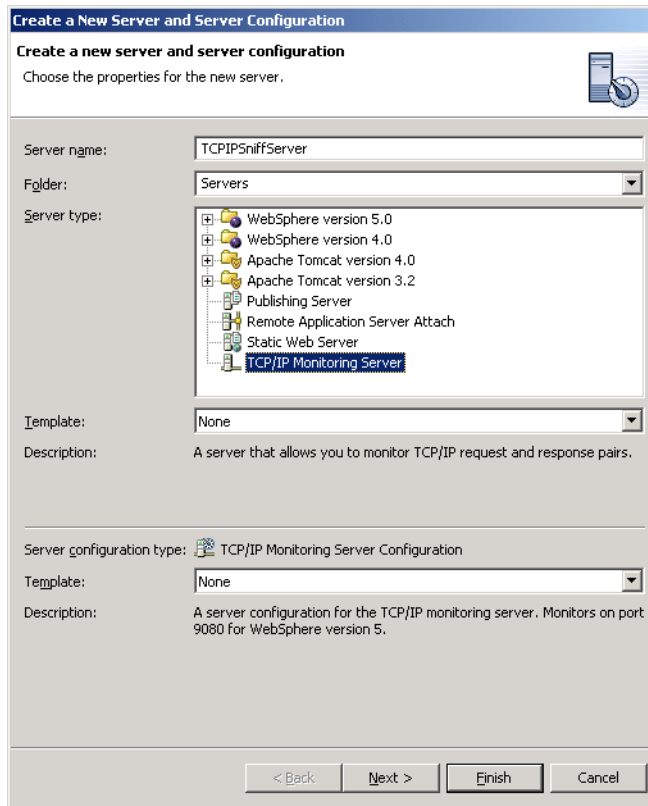 Create a New Server and Server Configuration
Create a new server and server configuration
Choose the properties for the new server.
Server name: TCPIPSniffServer
Folder: Servers
Server type: WebSphere version 5.0
WebSphere version 4.0
Apache Tomcat version 4.0
Apache Tomcat version 3.2
Publishing Server
Remote Application Server Attach
Static Web Server
TCP/IP Monitoring Server
Template: None
Description: A server that allows you to monitor TCP/IP request and response pairs.
Server configuration type: TCP/IP Monitoring Server Configuration
Template: None
Description: A server configuration for the TCP/IP monitoring server. Monitors on port
9080 for WebSphere version 5.
< Back Next > Finish Cancel